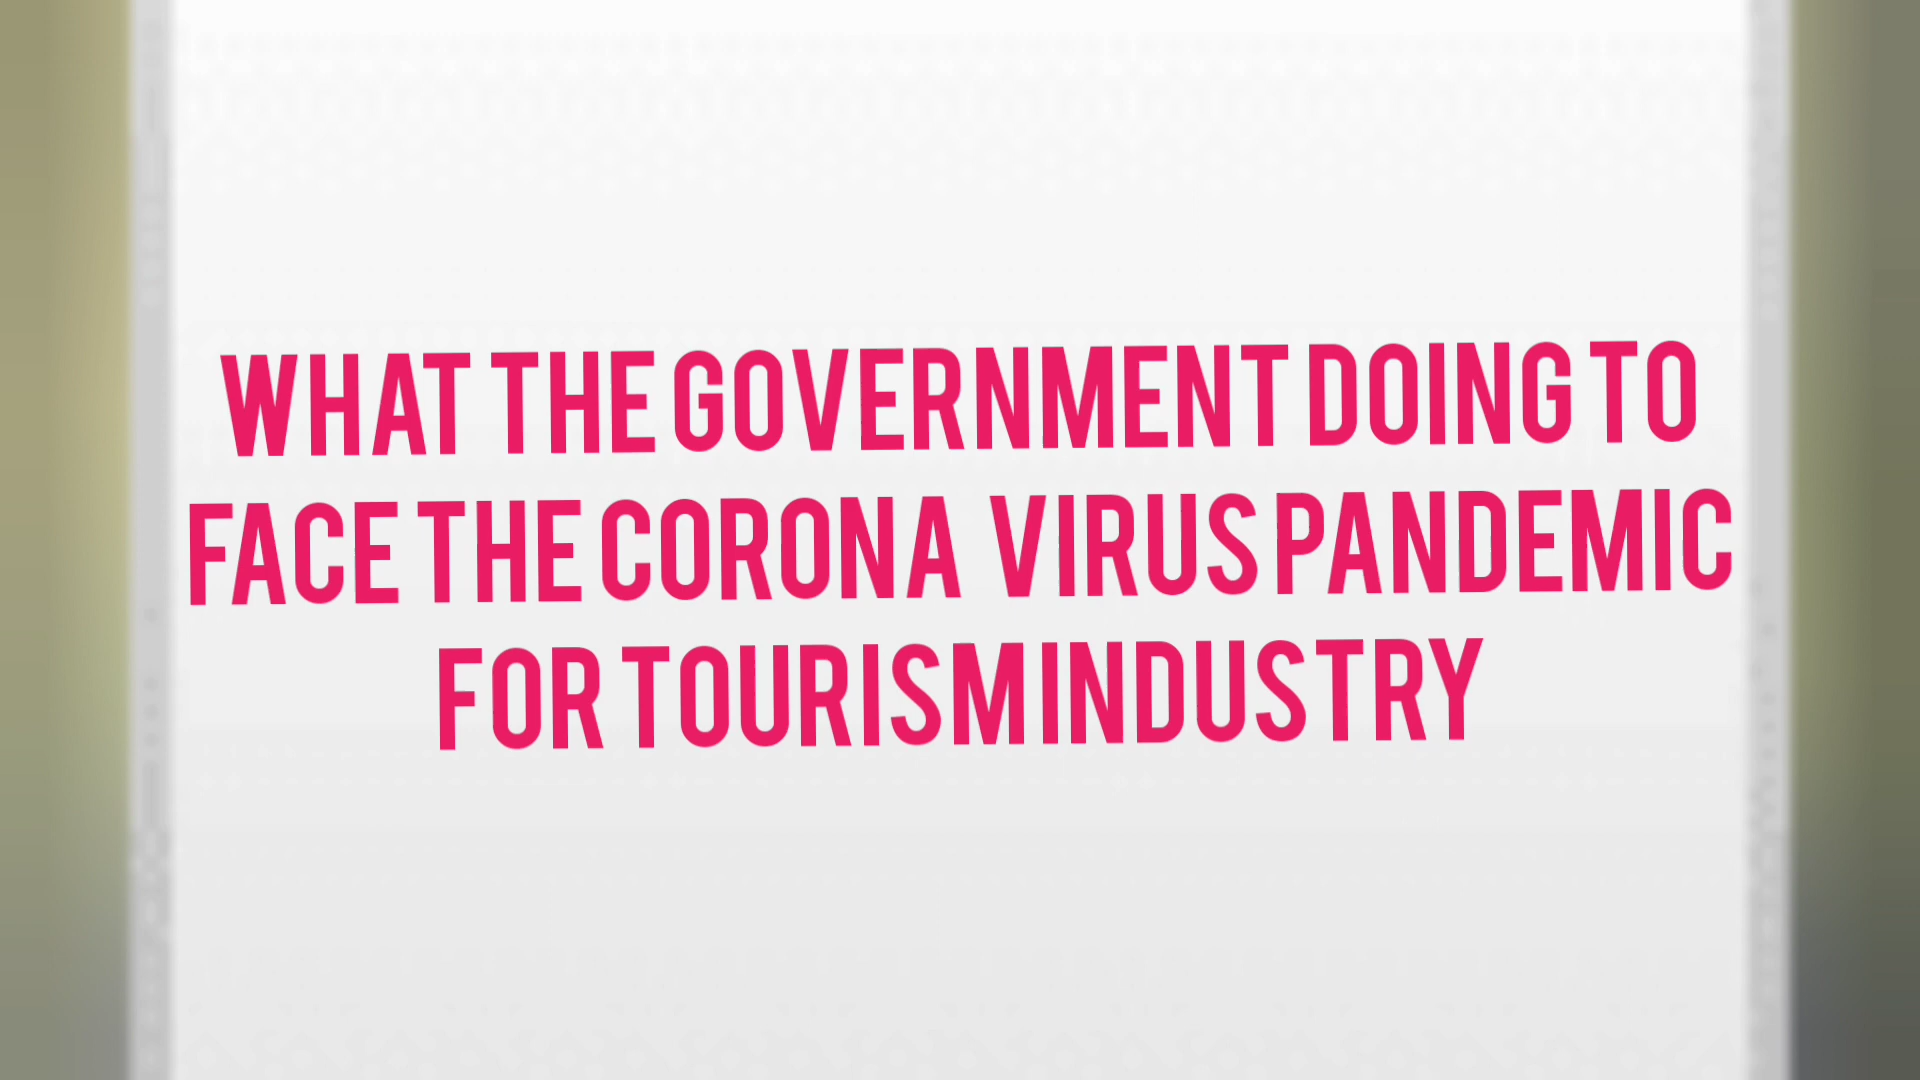 WHAT THE GOVERNMENT DOING TO
FACE THE CORONA VIRUS PANDEMIC
FOR TOURISM INDUSTRY